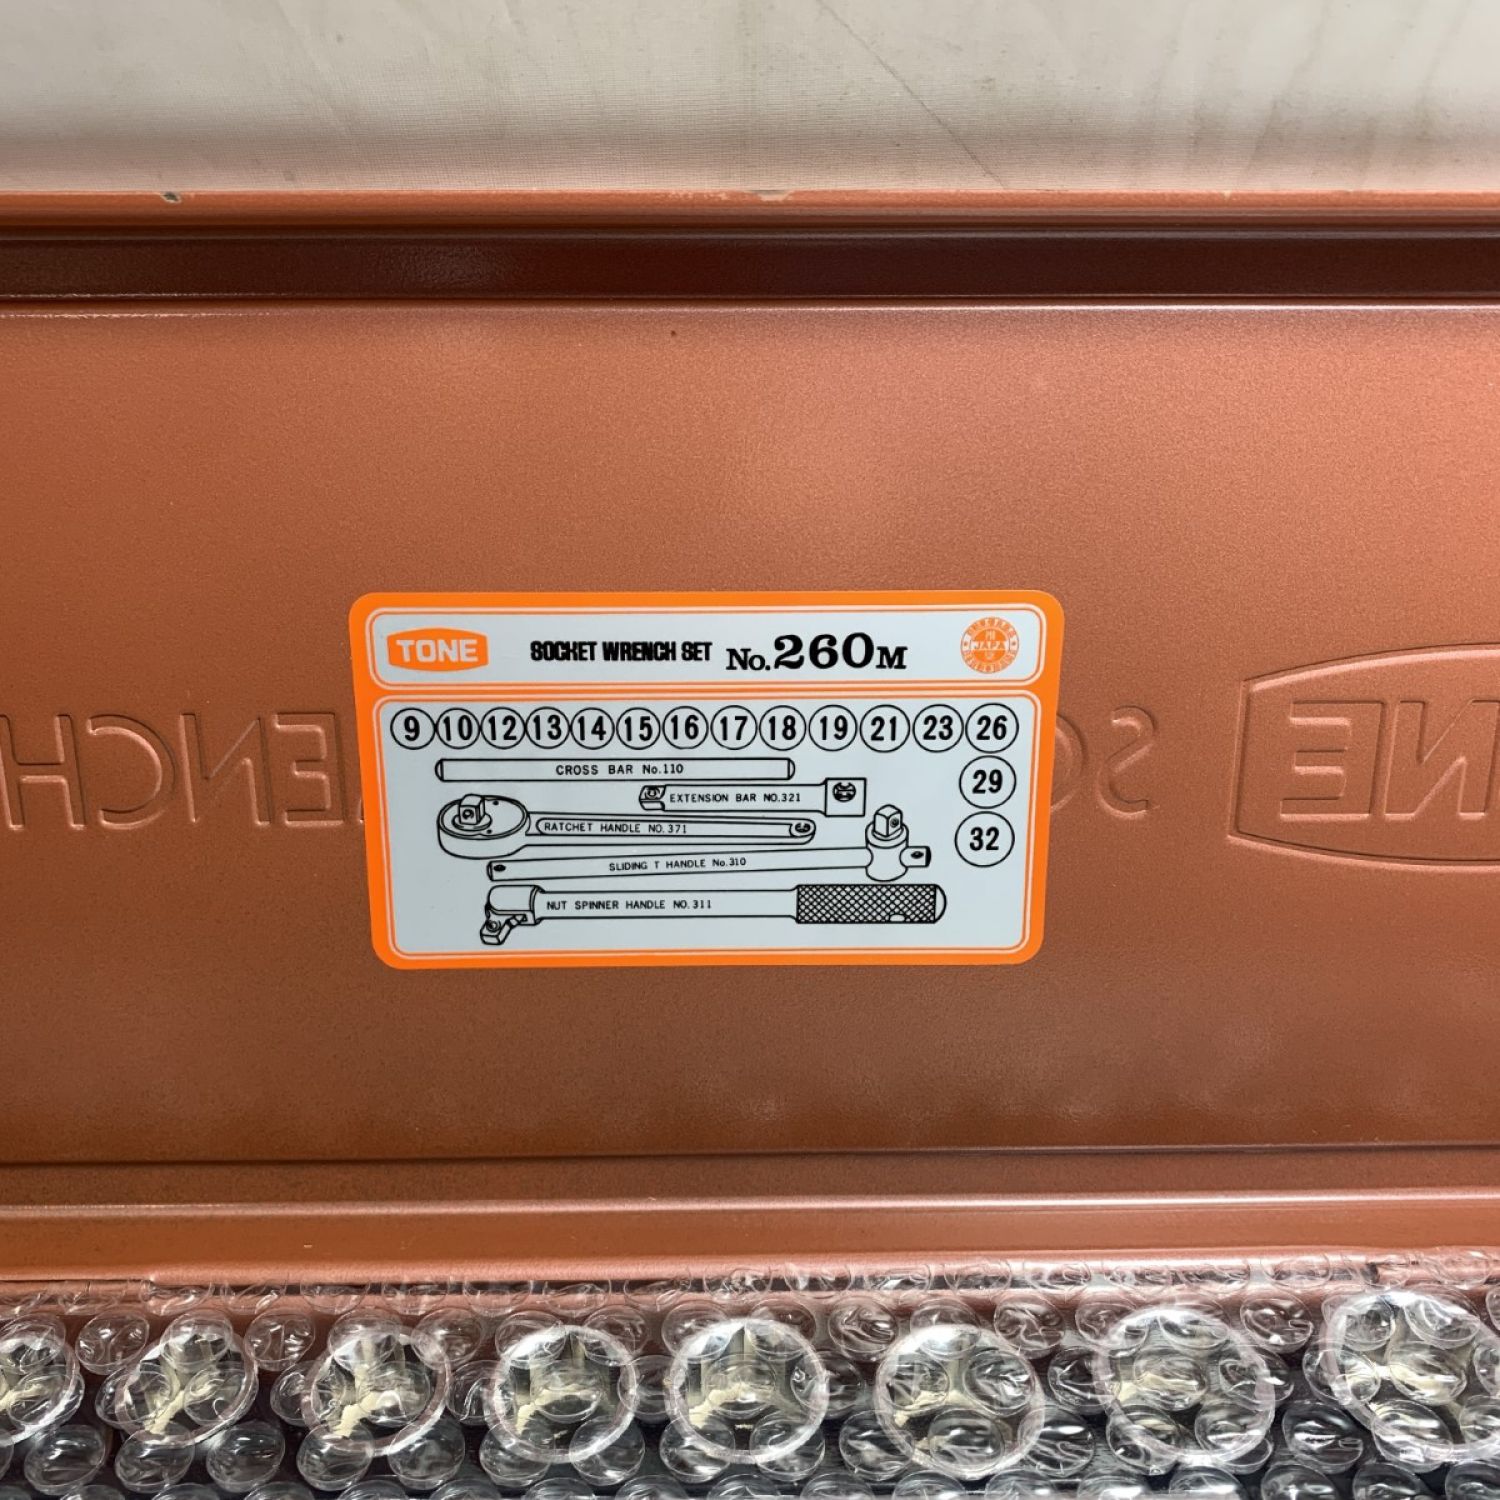 TONE
SOCKET WRENCH SET No.260M
JAPA
9 10 12 13 14 15 16 17 18 19 21 23 26
CROSS BAR No.110
29
EXTENSION BAR NO.321
RATCHET HANDLE NO.371
32
SLIDING T HANDLE No.310
NUT SPINNER HANDLE NO.311